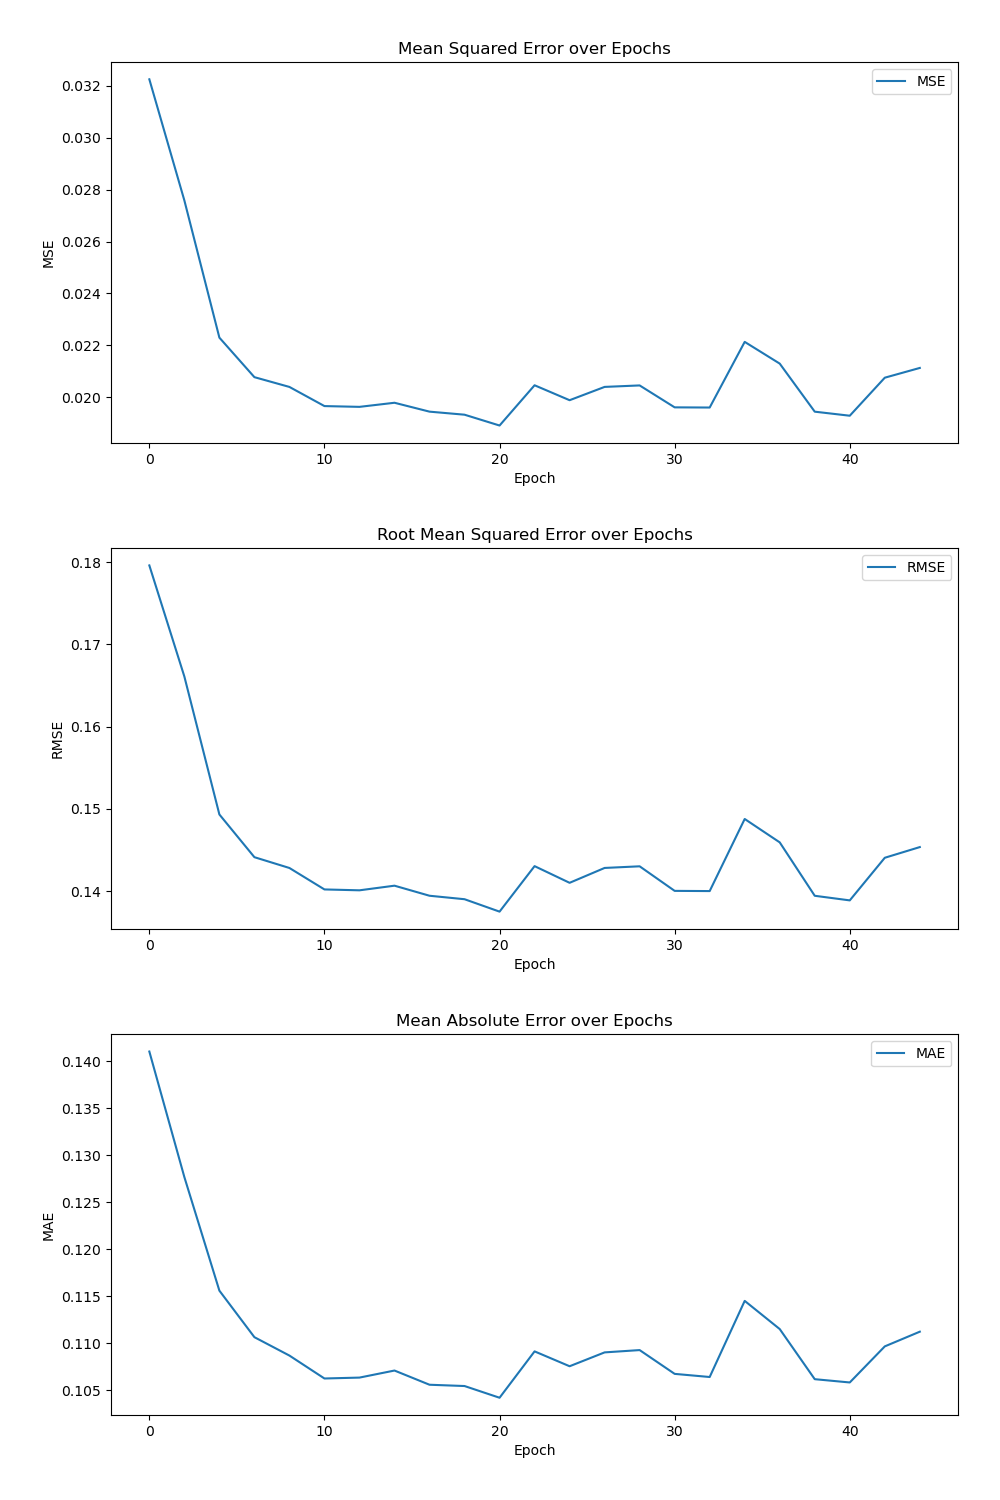 Mean Squared Error over Epochs
MSE
0.032
0.030
0.028
0.026
0.024
0.022
0.020
MSE
0 10 20 30 40
Epoch
Root Mean Squared Error over Epochs
RMSE
0.18
0.17
0.16
0.15
0.14
RMSE
0 10 20 30 40
Epoch
Mean Absolute Error over Epochs
MAE
0.140
0.135
0.130
0.125
0.120
0.115
0.110
0.105
MAE
0 10 20 30 40
Epoch